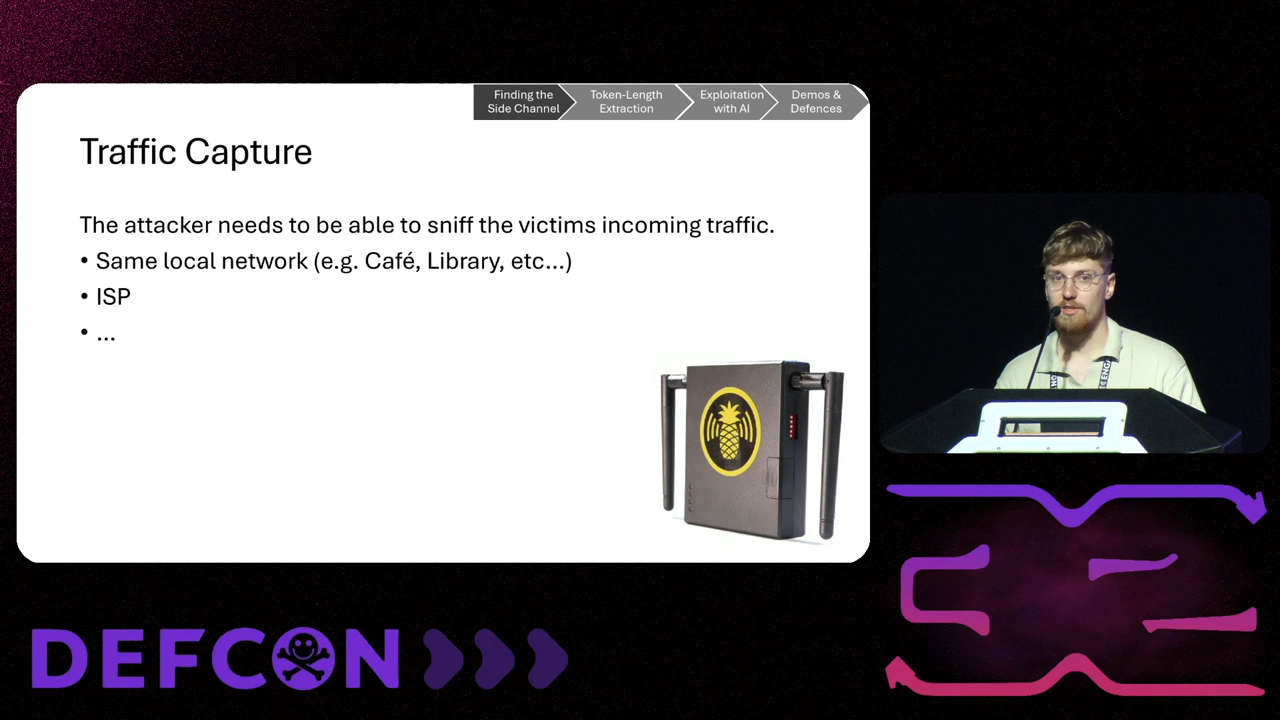 Finding the
Side Channel
Token-Length
Extraction
Exploitation
with AI
Demos &
Defences
Traffic Capture
The attacker needs to be able to sniff the victims incoming traffic.
• Same local network (e.g. Café, Library, etc...)
• ISP
• ...
DEFCON
32